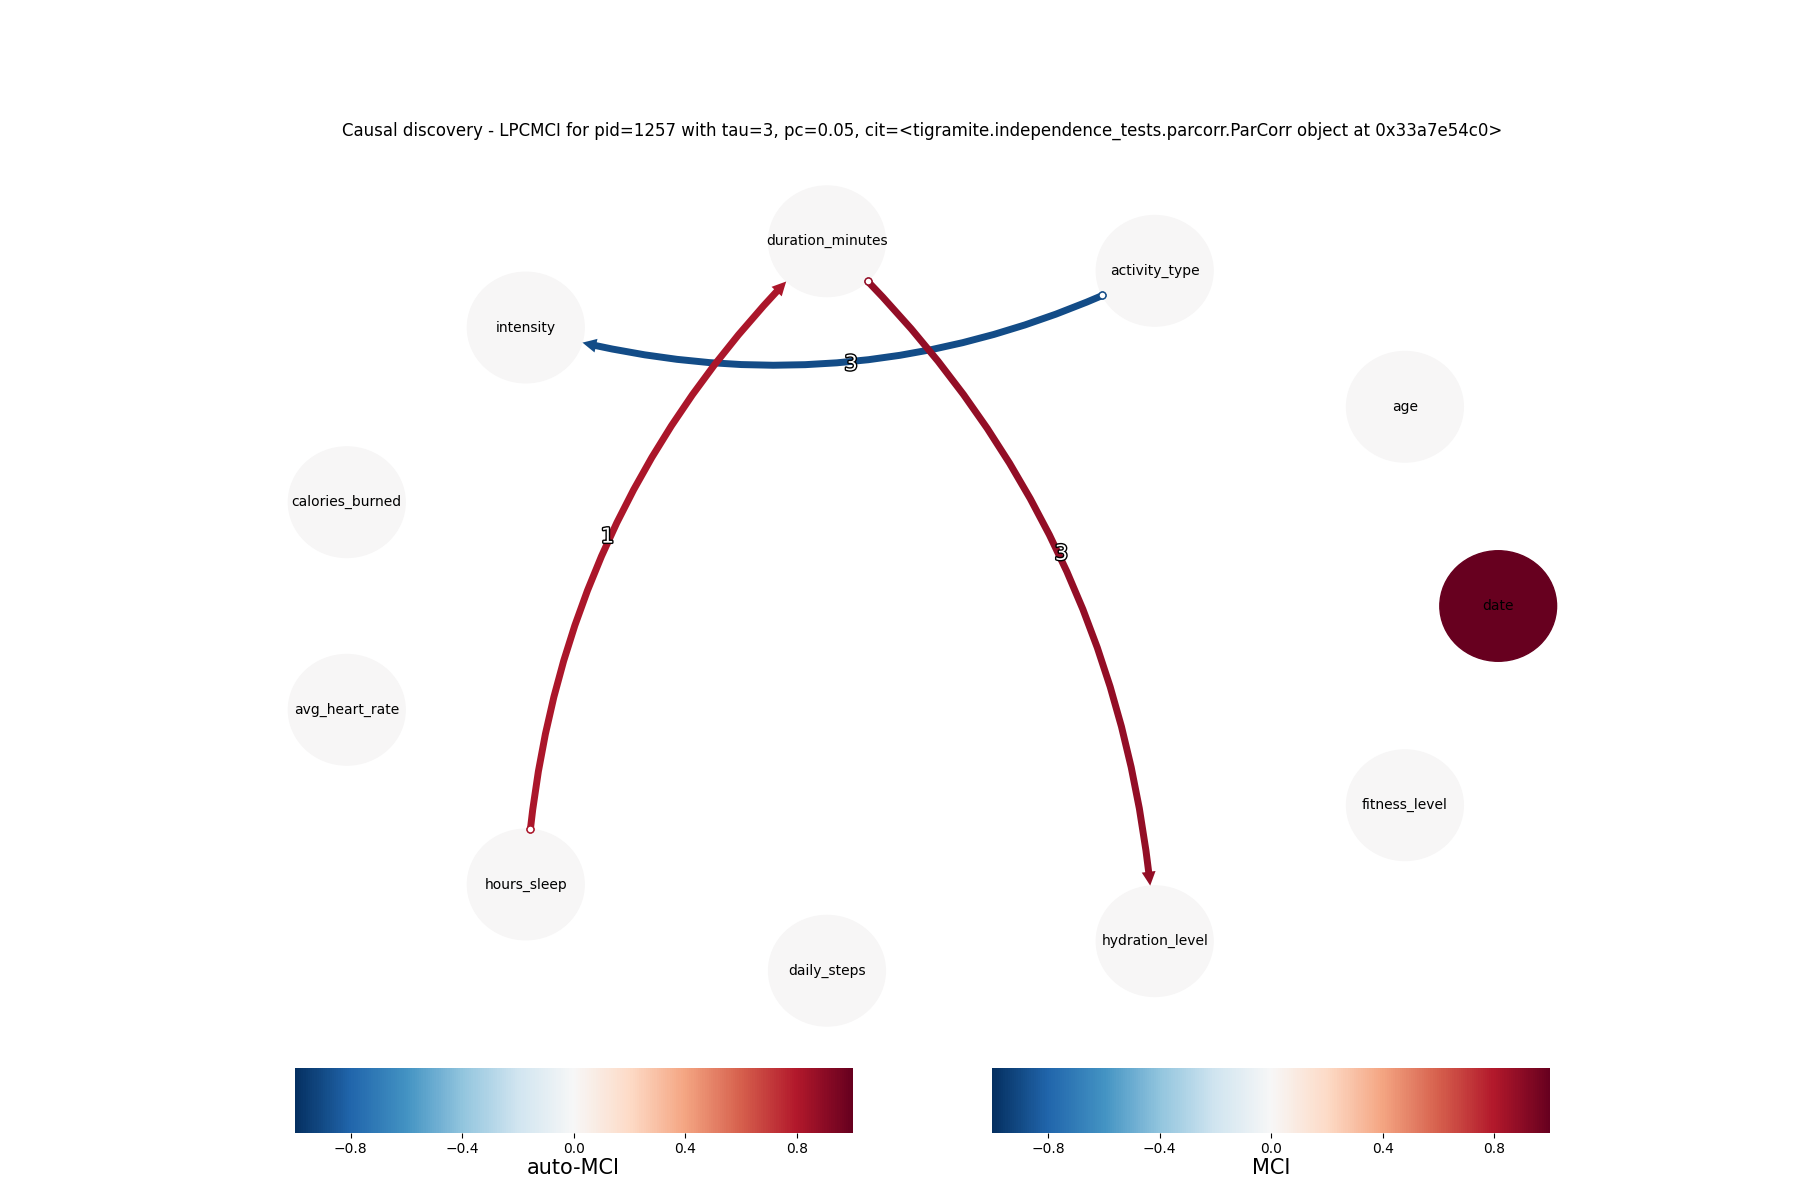 Causal discovery - LPCMCI for pid=1257 with tau=3, pc=0.05, cit=<tigramite.independence_tests.parcorr.ParCorr object at 0x33a7e54c0>
duration_minutes
activity_type
intensity
3
age
calories_burned
1
3
date
avg_heart_rate
fitness_level
hours_sleep
hydration_level
daily_steps
−0.8 −0.4 0.0 0.4 0.8
auto-MCI
−0.8 −0.4 0.0 0.4 0.8
MCI